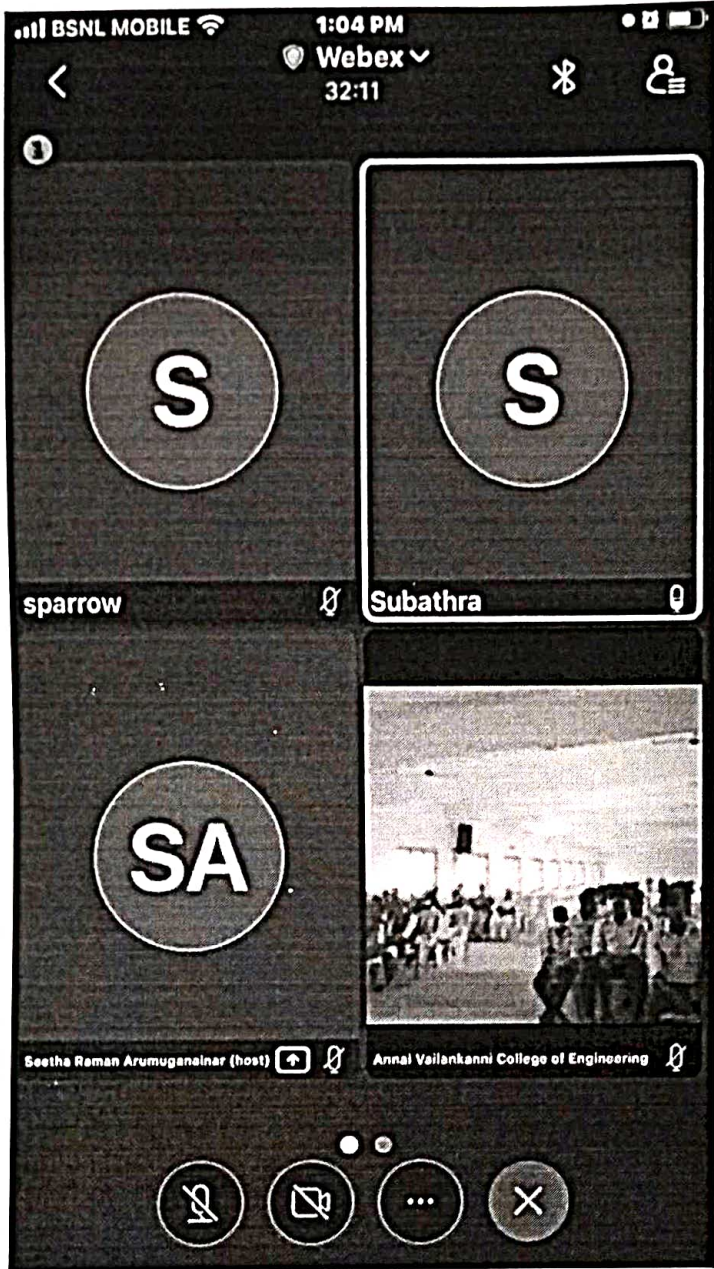 BSNL MOBILE
1:04 PM
Webex
32:11
S
S
sparrow
Subathra
SA
Seetha Raman Arumuganainar (host)
Annai Vailankanni College of Engineering